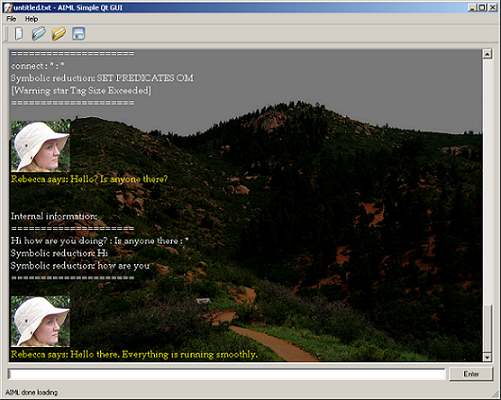 untitled.txt - AIML Simple Qt GUI
File Help
=====================
connect : * : *
Symbolic reduction: SET PREDICATES OM
[Warning star Tag Size Exceeded]
=====================
Rebecca says: Hello? Is anyone there?
Internal information:
=====================
Hi how are you doing? : Is anyone there : *
Symbolic reduction: Hi
Symbolic reduction: how are you
=====================
Rebecca says: Hello there. Everything is running smoothly.
Enter
AIML done loading